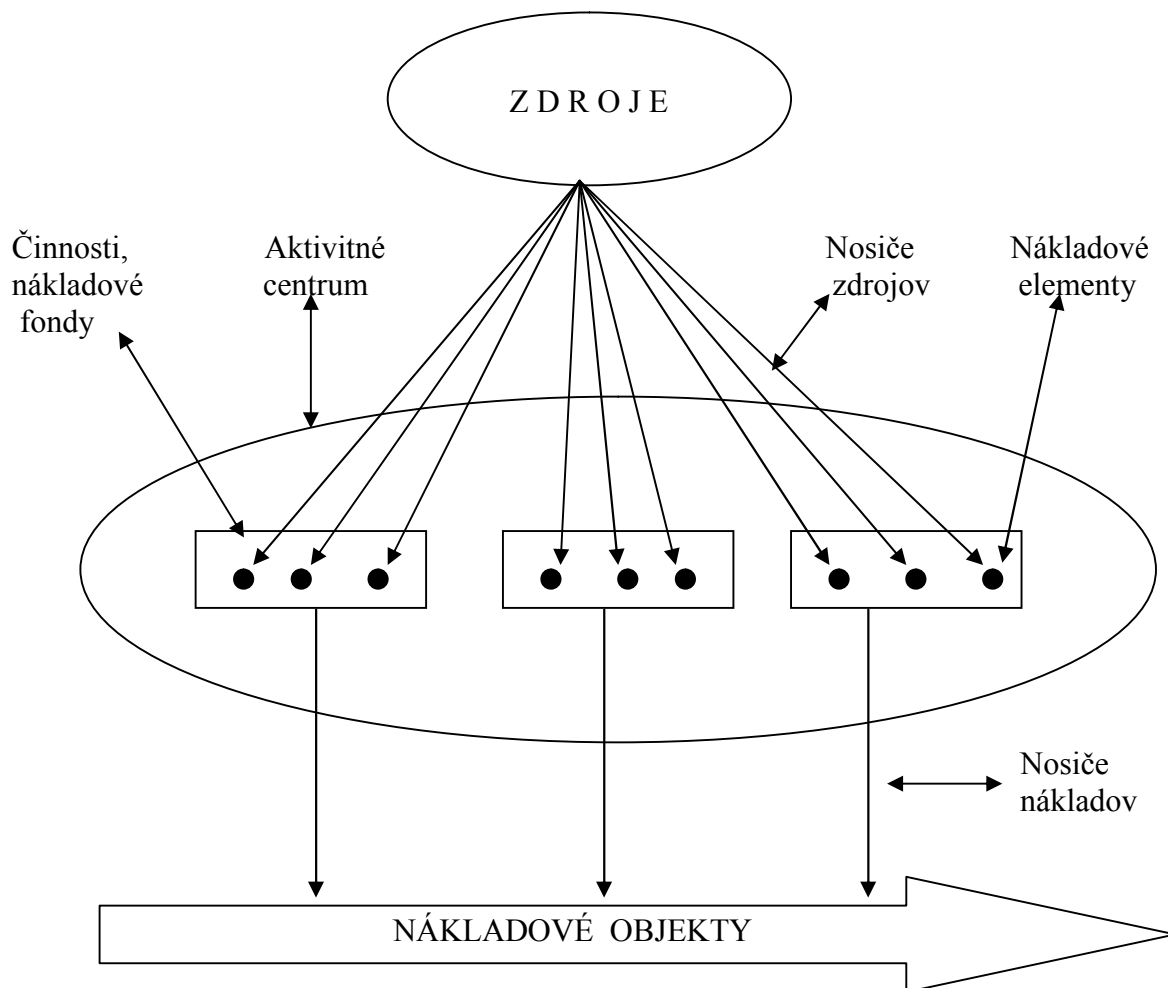 Z D R O J E
Činnosti,
nákladové
fondy
Aktivitné
centrum
Nosiče
zdrojov
Nákladové
elementy
Nosiče
nákladov
NÁKLADOVÉ OBJEKTY